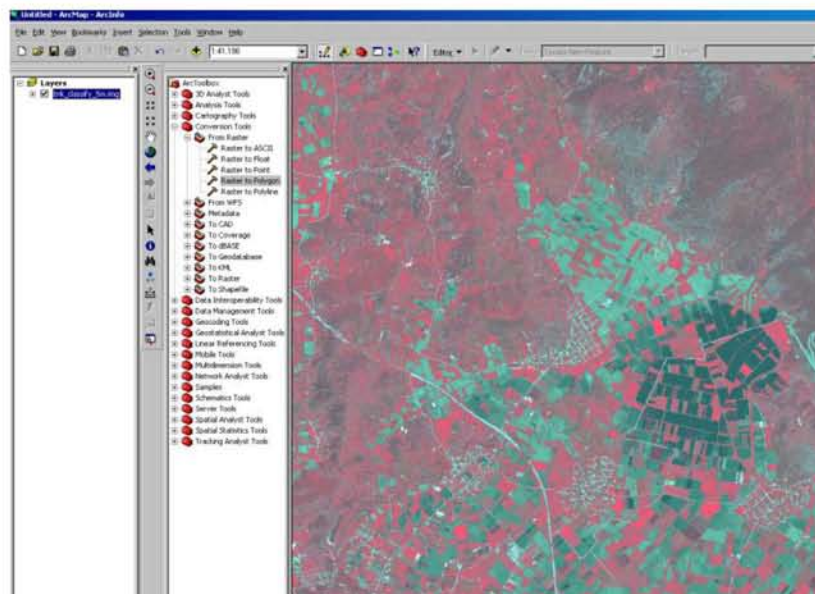 Untitled - ArcMap - ArcInfo
File Edit View Bookmarks Insert Selection Tools Window Help
1:41.196
Editor
Create New Feature
Layers
ArcToolbox
3D Analyst Tools
Analysis Tools
Cartography Tools
Conversion Tools
From Raster
Raster to ASCII
Raster to Float
Raster to Point
Raster to Polygon
Raster to Polyline
From WFS
Metadata
To CAD
To Coverage
To dBASE
To Geodatabase
To KML
To Raster
To Shapefile
Data Interoperability Tools
Data Management Tools
Geocoding Tools
Geostatistical Analyst Tools
Linear Referencing Tools
Mobile Tools
Multidimension Tools
Network Analyst Tools
Samples
Schematics Tools
Server Tools
Spatial Analyst Tools
Spatial Statistics Tools
Tracking Analyst Tools